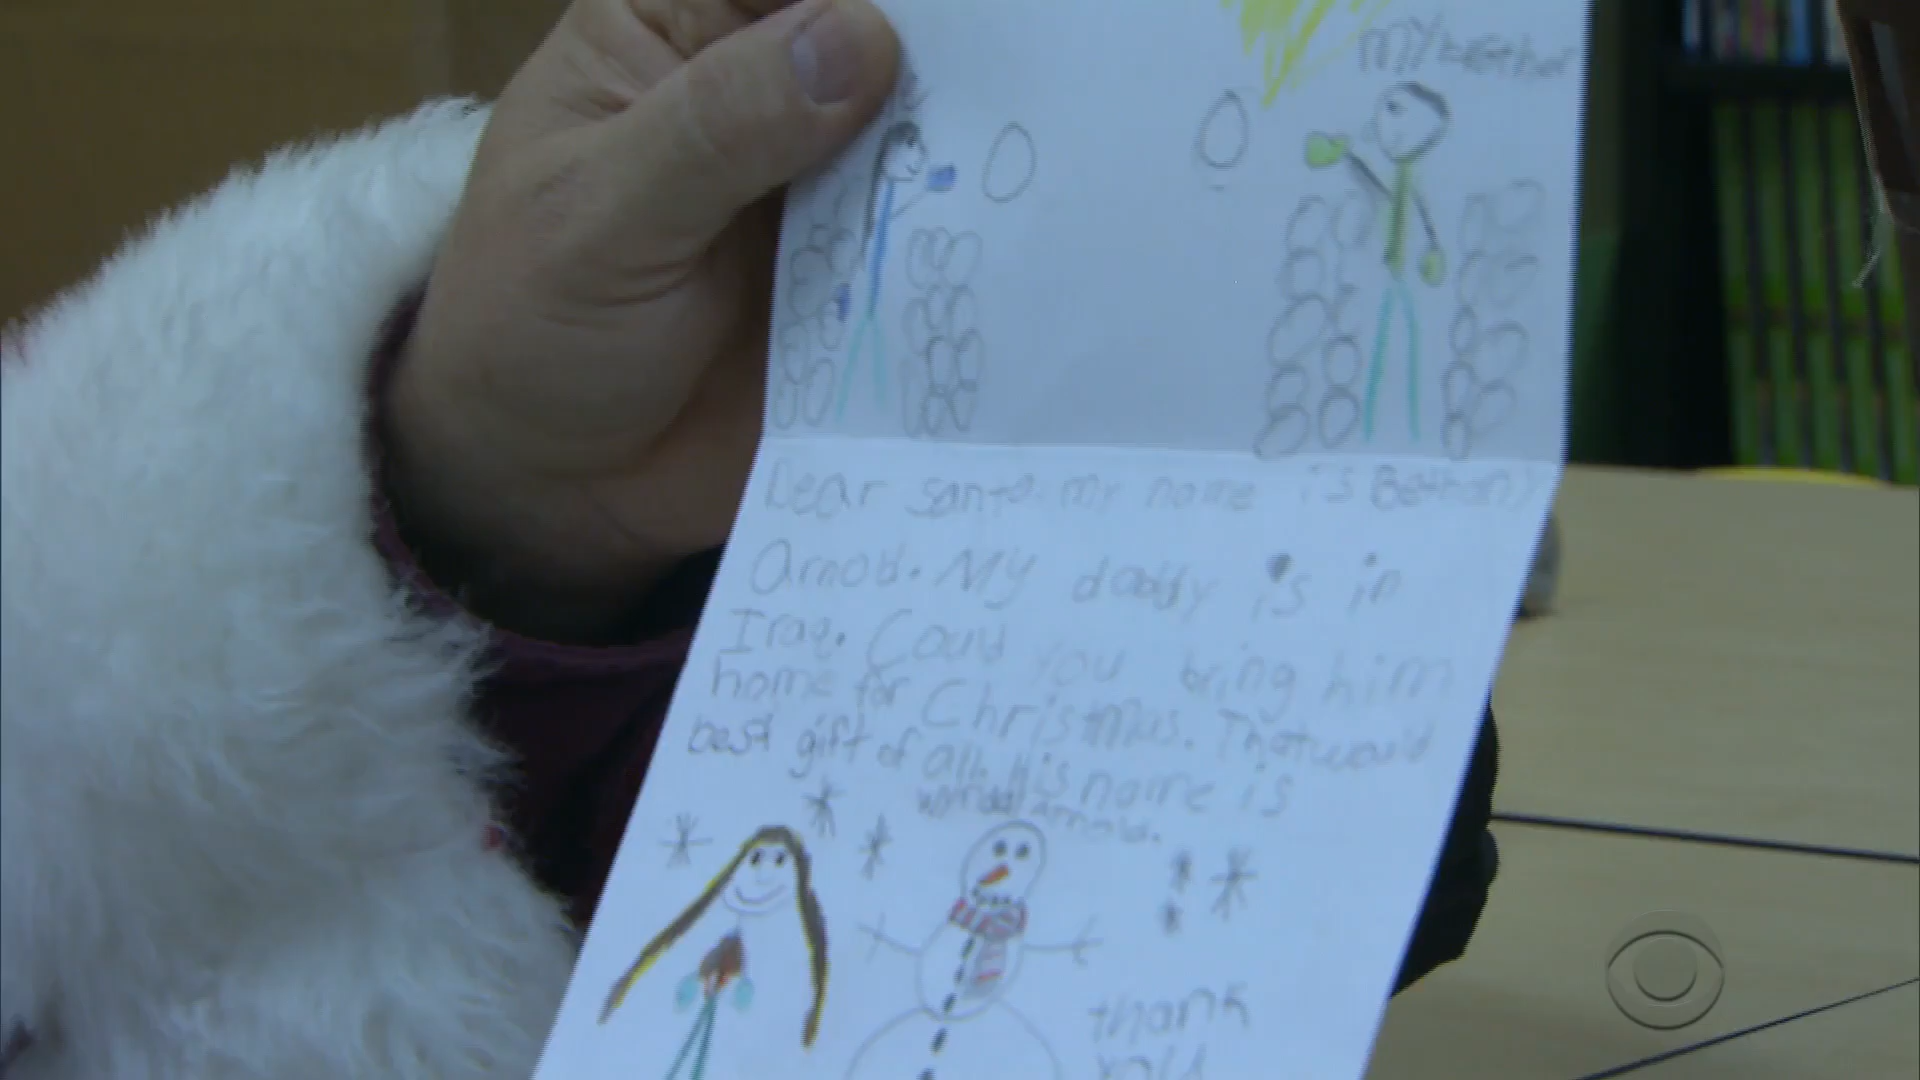 my brother
Dear santa. my name is Bethany
Arnold. My daddy is in
Iraq. Could you bring him
home for Christmas. That would
best gift of all. His name is
Arnold.
thank
you